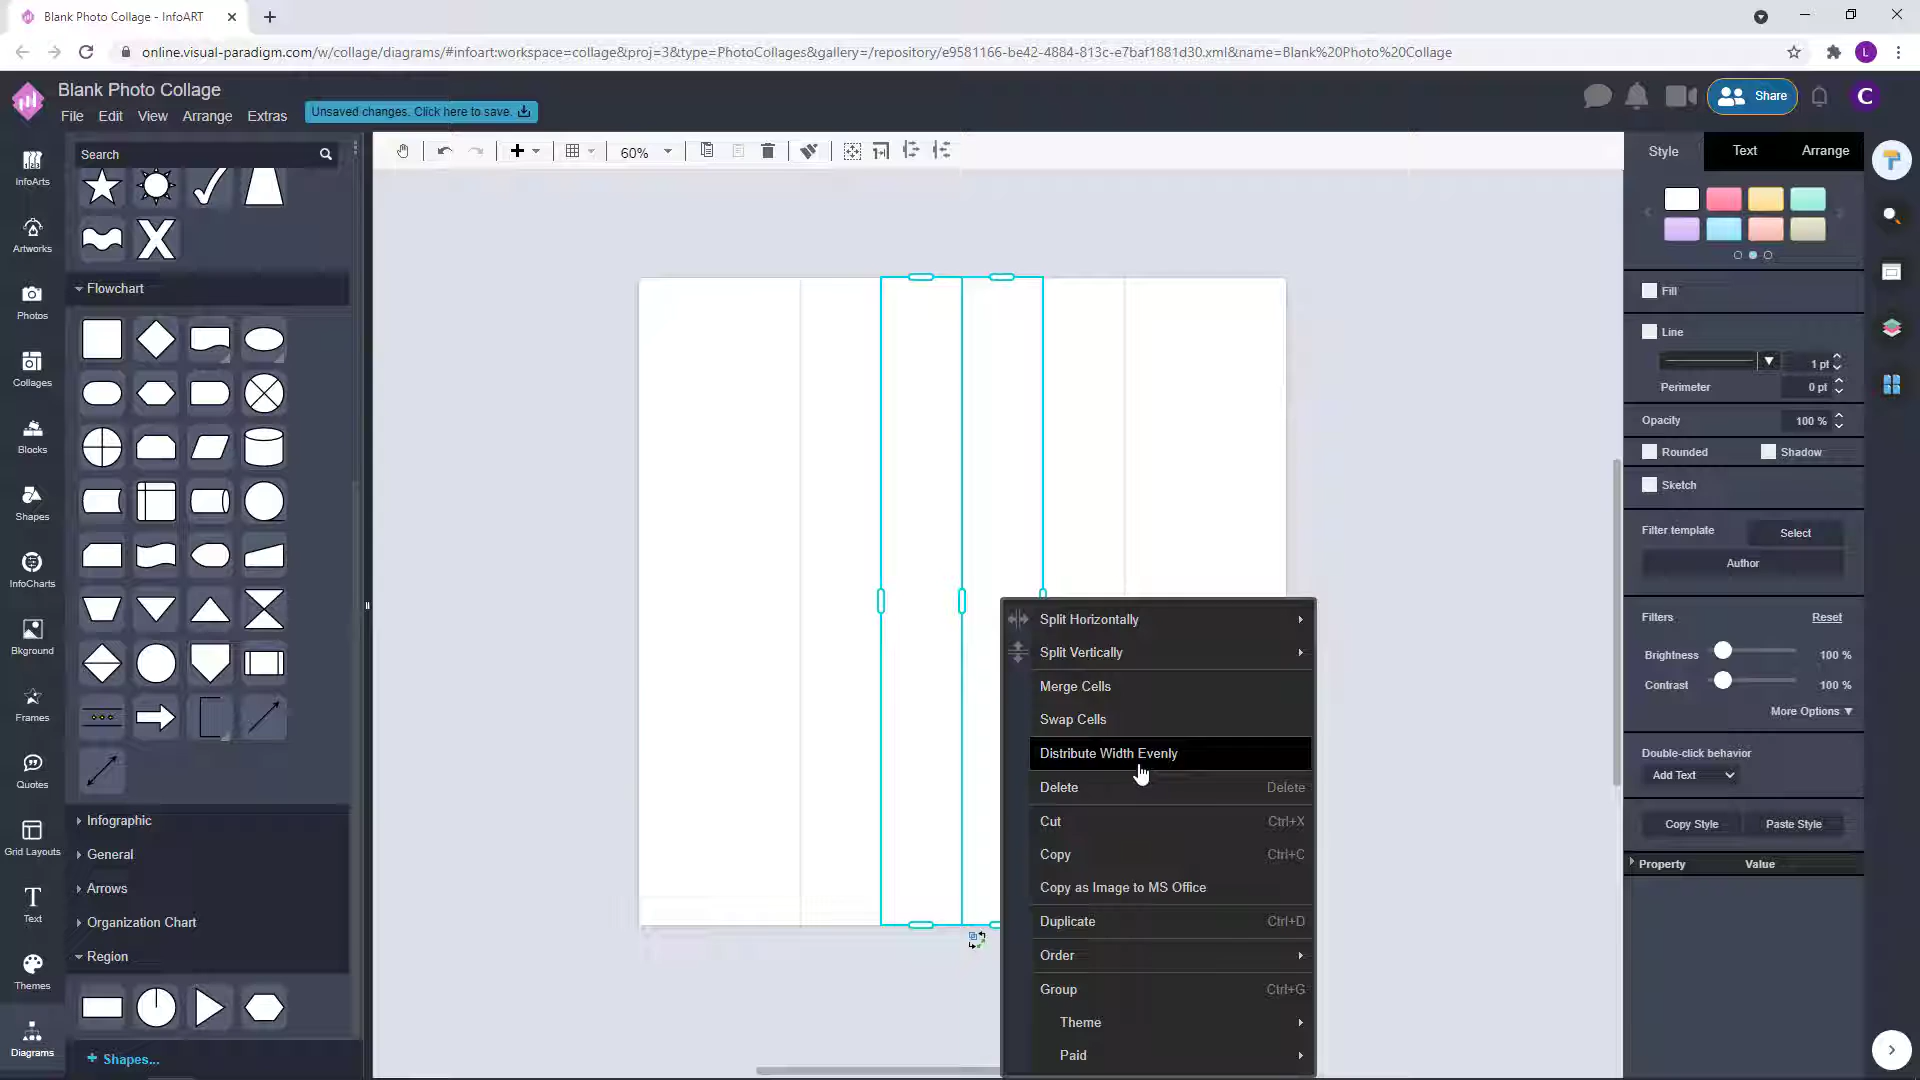 Blank Photo Collage - InfoART
online.visual-paradigm.com/w/collage/diagrams/#infoart:workspace=collage&proj=3&type=PhotoCollages&gallery=/repository/e9581166-be42-4884-813c-e7baf1881d30.xml&name=Blank%20Photo%20Collage
L
Blank Photo Collage
File Edit View Arrange Extras
Unsaved changes. Click here to save.
Share
C
Search
60%
Style Text Arrange
InfoArts
Artworks
Photos
Collages
Blocks
Shapes
InfoCharts
Bkground
Frames
Quotes
Grid Layouts
T
Text
Themes
Diagrams
Flowchart
Infographic
General
Arrows
Organization Chart
Region
Shapes...
Split Horizontally
Split Vertically
Merge Cells
Swap Cells
Distribute Width Evenly
Delete Delete
Cut Ctrl+X
Copy Ctrl+C
Copy as Image to MS Office
Duplicate Ctrl+D
Order
Group Ctrl+G
Theme
Paid
Fill
Line
1 pt
Perimeter 0 pt
Opacity 100 %
Rounded Shadow
Sketch
Filter template Select
Author
Filters Reset
Brightness 100 %
Contrast 100 %
More Options
Double-click behavior
Add Text
Copy Style Paste Style
Property Value